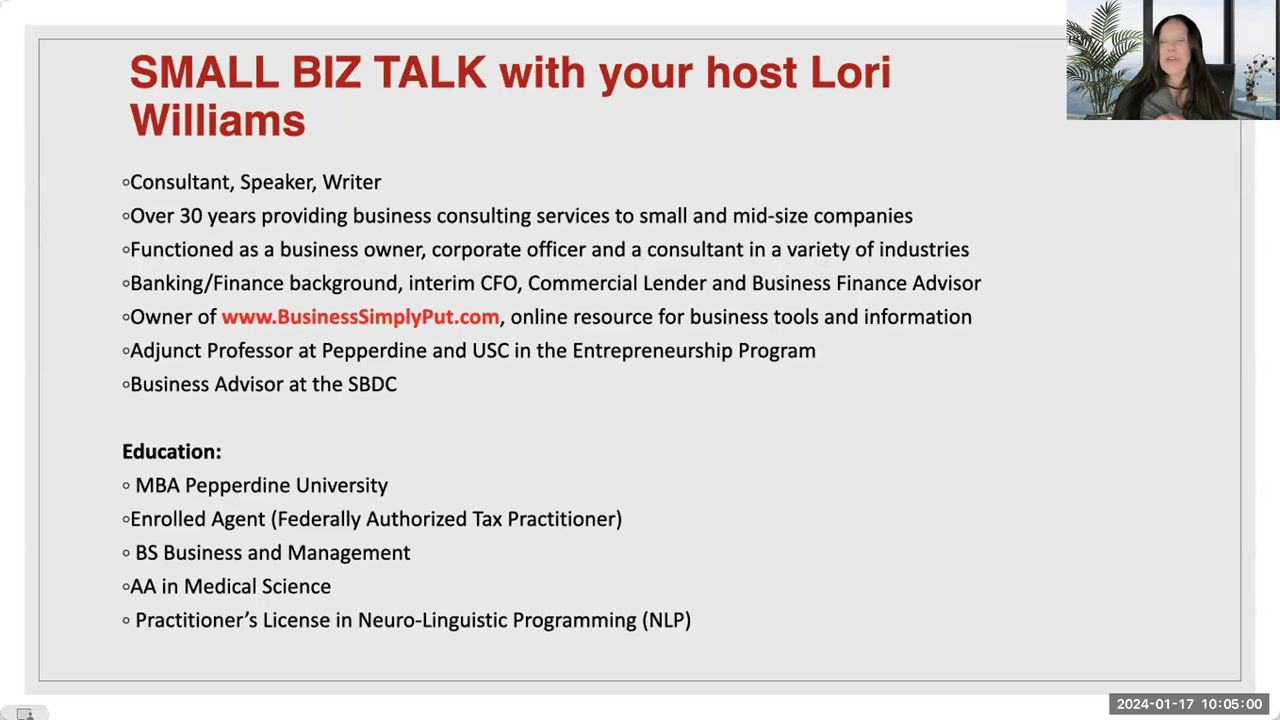 SMALL BIZ TALK with your host Lori
Williams
◦Consultant, Speaker, Writer
◦Over 30 years providing business consulting services to small and mid-size companies
◦Functioned as a business owner, corporate officer and a consultant in a variety of industries
◦Banking/Finance background, interim CFO, Commercial Lender and Business Finance Advisor
◦Owner of www.BusinessSimplyPut.com, online resource for business tools and information
◦Adjunct Professor at Pepperdine and USC in the Entrepreneurship Program
◦Business Advisor at the SBDC
Education:
◦ MBA Pepperdine University
◦Enrolled Agent (Federally Authorized Tax Practitioner)
◦ BS Business and Management
◦AA in Medical Science
◦ Practitioner’s License in Neuro-Linguistic Programming (NLP)
2024-01-17 10:05:00